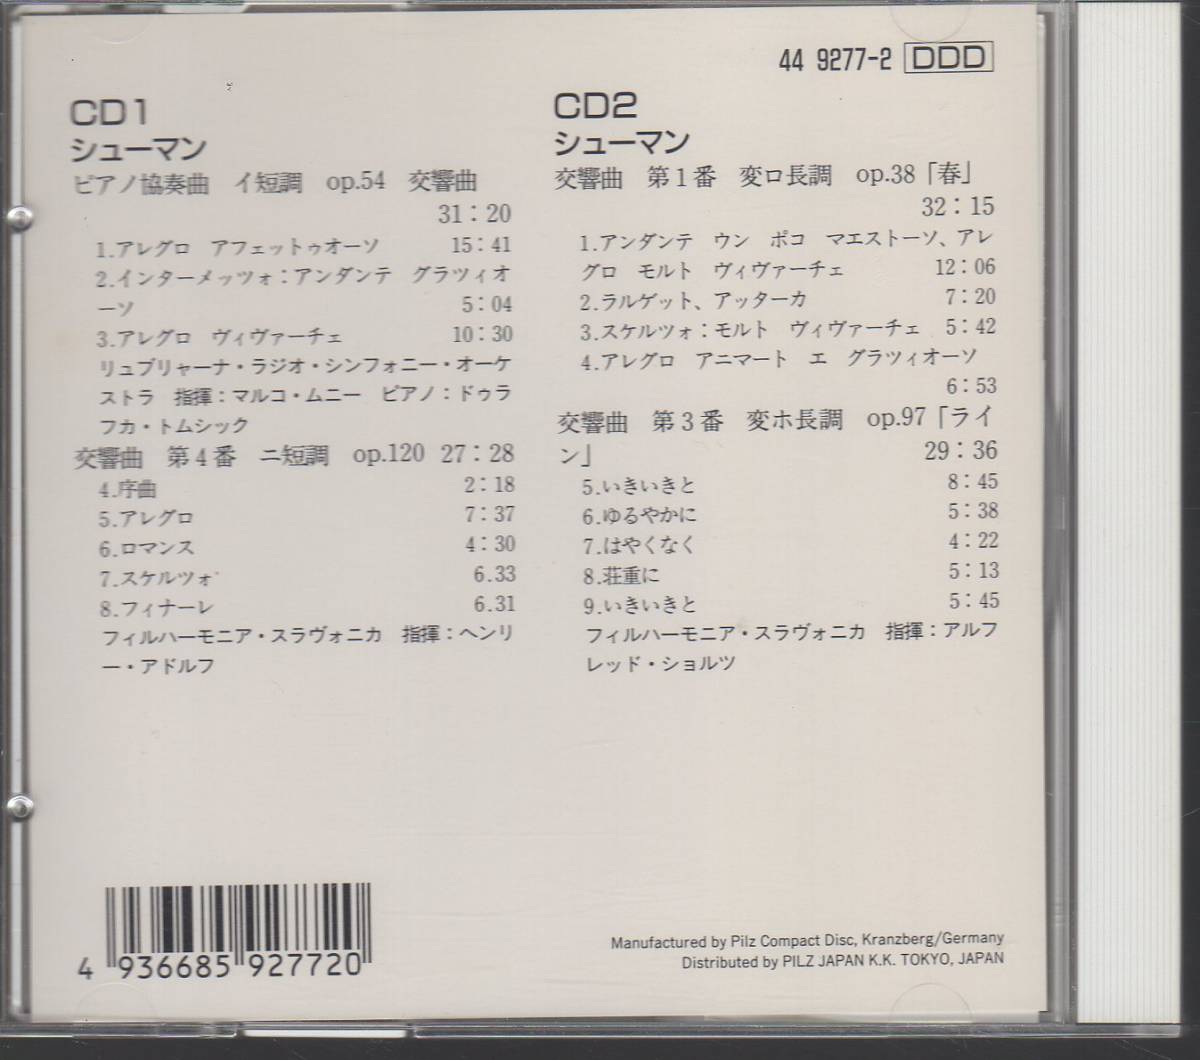 44 9277-2 DDD
CD1
シューマン
ピアノ協奏曲 イ短調 op.54 交響曲
31：20
1.アレグロ アフェットゥオーソ 15：41
2.インターメッツォ：アンダンテ グラツィオ
ーソ 5：04
3.アレグロ ヴィヴァーチェ 10：30
リュブリャーナ・ラジオ・シンフォニー・オーケ
ストラ 指揮：マルコ・ムニー ピアノ：ドゥラ
フカ・トムシック
交響曲 第4番 ニ短調 op.120 27：28
4.序曲 2：18
5.アレグロ 7：37
6.ロマンス 4：30
7.スケルツォ 6.33
8.フィナーレ 6.31
フィルハーモニア・スラヴォニカ 指揮：ヘンリ
ー・アドルフ
CD2
シューマン
交響曲 第1番 変ロ長調 op.38「春」
32：15
1.アンダンテ ウン ポコ マエストーソ、アレ
グロ モルト ヴィヴァーチェ 12：06
2.ラルゲット、アッターカ 7：20
3.スケルツォ：モルト ヴィヴァーチェ 5：42
4.アレグロ アニマート エ グラツィオーソ
6：53
交響曲 第3番 変ホ長調 op.97「ライ
ン」 29：36
5.いきいきと 8：45
6.ゆるやかに 5：38
7.はやくなく 4：22
8.荘重に 5：13
9.いきいきと 5：45
フィルハーモニア・スラヴォニカ 指揮：アルフ
レッド・ショルツ
4 936685 927720
Manufactured by Pilz Compact Disc, Kranzberg/Germany
Distributed by PILZ JAPAN K.K. TOKYO, JAPAN